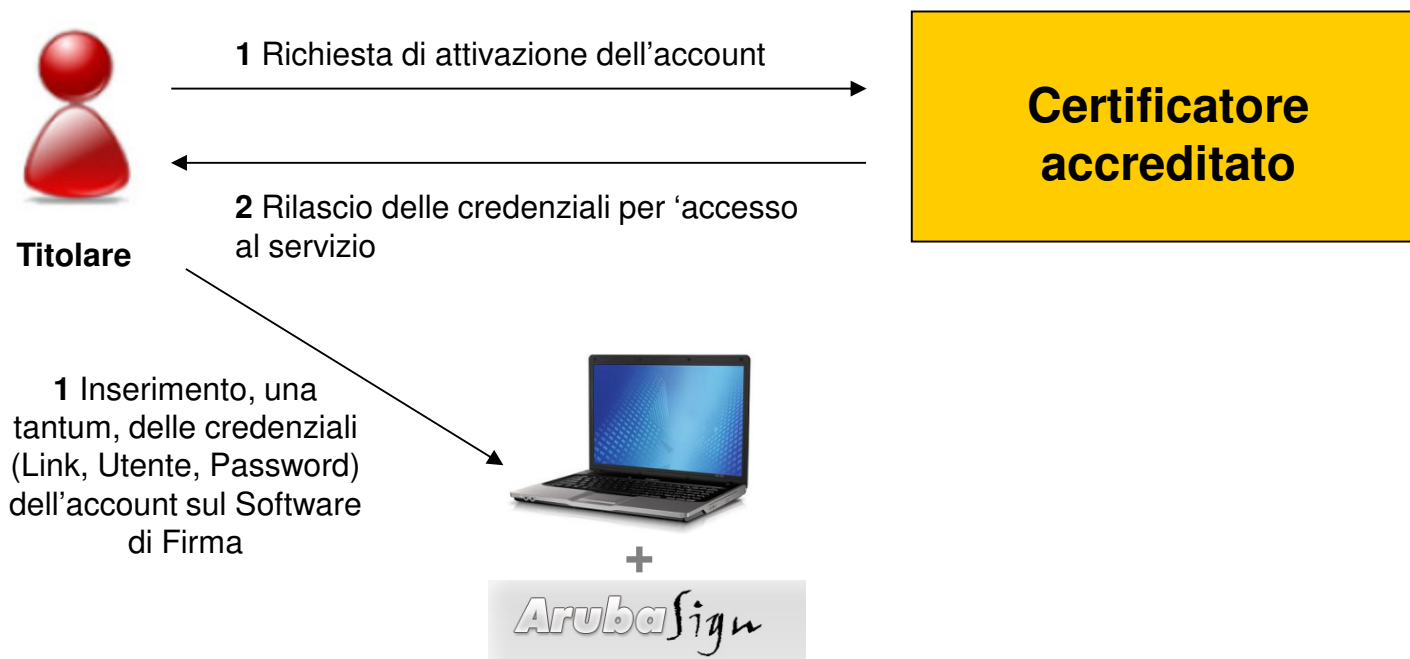 1 Richiesta di attivazione dell’account
Certificatore
accreditato
2 Rilascio delle credenziali per ‘accesso
al servizio
Titolare
1 Inserimento, una
tantum, delle credenziali
(Link, Utente, Password)
dell’account sul Software
di Firma
+
ArubaSign